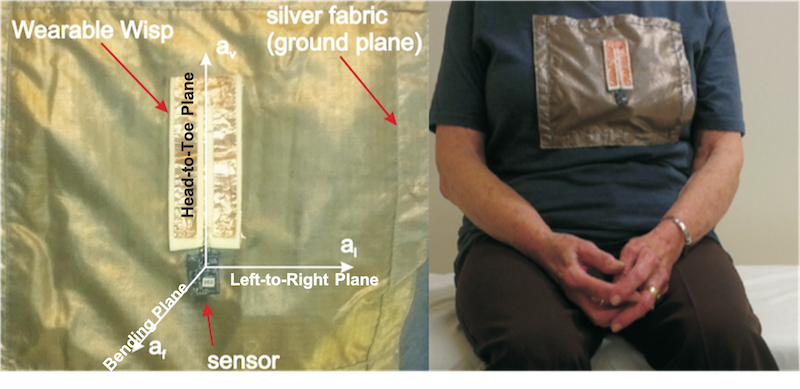 Wearable Wisp
silver fabric
(ground plane)
av
Head-to-Toe Plane
al
Left-to-Right Plane
Bending Plane
af
sensor